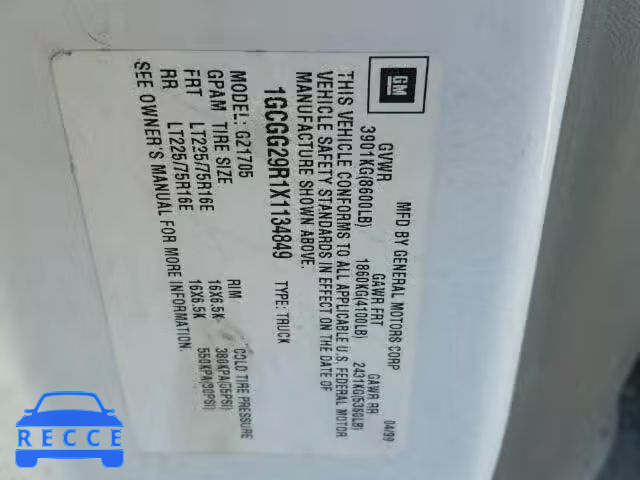 GM
MFD BY GENERAL MOTORS CORP 04/99
GVWR GAWR FRT GAWR RR
3901KG(8600LB) 1860KG(4100LB) 2431KG(5360LB)
THIS VEHICLE CONFORMS TO ALL APPLICABLE U.S. FEDERAL MOTOR
VEHICLE SAFETY STANDARDS IN EFFECT ON THE DATE OF
MANUFACTURE SHOWN ABOVE.
1GCGG29R1X1134849 TYPE: TRUCK
MODEL: G21705
GPAM TIRE SIZE RIM COLD TIRE PRESSURE
FRT LT225/75R16E 16X6.5K 380KPA(55PSI)
RR LT225/75R16E 16X6.5K 550KPA(80PSI)
SEE OWNER'S MANUAL FOR MORE INFORMATION.
RECCE